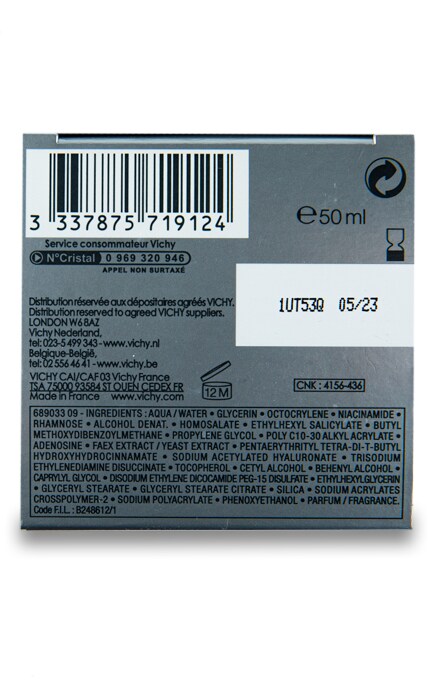 3 337875 719124
Service consommateur Vichy
N°Cristal 0 969 320 946
APPEL NON SURTAXÉ
℮50 ml
1UT53Q 05/23
Distribution réservée aux dépositaires agréés VICHY.
Distribution reserved to agreed VICHY suppliers.
LONDON W6 8AZ
Vichy Nederland,
tel: 023-5 499 343 - www.vichy.nl
Belgique-België,
tel: 02 556 46 41 - www.vichy.be
VICHY CAI/CAF 03 Vichy France
TSA 75000 93584 ST OUEN CEDEX FR
Made in France www.vichy.com
12 M
CNK : 4156-436
689033 09 - INGREDIENTS : AQUA / WATER • GLYCERIN • OCTOCRYLENE • NIACINAMIDE •
RHAMNOSE • ALCOHOL DENAT. • HOMOSALATE • ETHYLHEXYL SALICYLATE • BUTYL
METHOXYDIBENZOYLMETHANE • PROPYLENE GLYCOL • POLY C10-30 ALKYL ACRYLATE •
ADENOSINE • FAEX EXTRACT / YEAST EXTRACT • PENTAERYTHRITYL TETRA-DI-T-BUTYL
HYDROXYHYDROCINNAMATE • SODIUM ACETYLATED HYALURONATE • TRISODIUM
ETHYLENEDIAMINE DISUCCINATE • TOCOPHEROL • CETYL ALCOHOL • BEHENYL ALCOHOL •
CAPRYLYL GLYCOL • DISODIUM ETHYLENE DICOCAMIDE PEG-15 DISULFATE • ETHYLHEXYLGLYCERIN
• GLYCERYL STEARATE • GLYCERYL STEARATE CITRATE • SILICA • SODIUM ACRYLATES
CROSSPOLYMER-2 • SODIUM POLYACRYLATE • PHENOXYETHANOL • PARFUM / FRAGRANCE.
Code F.I.L. : B248612/1